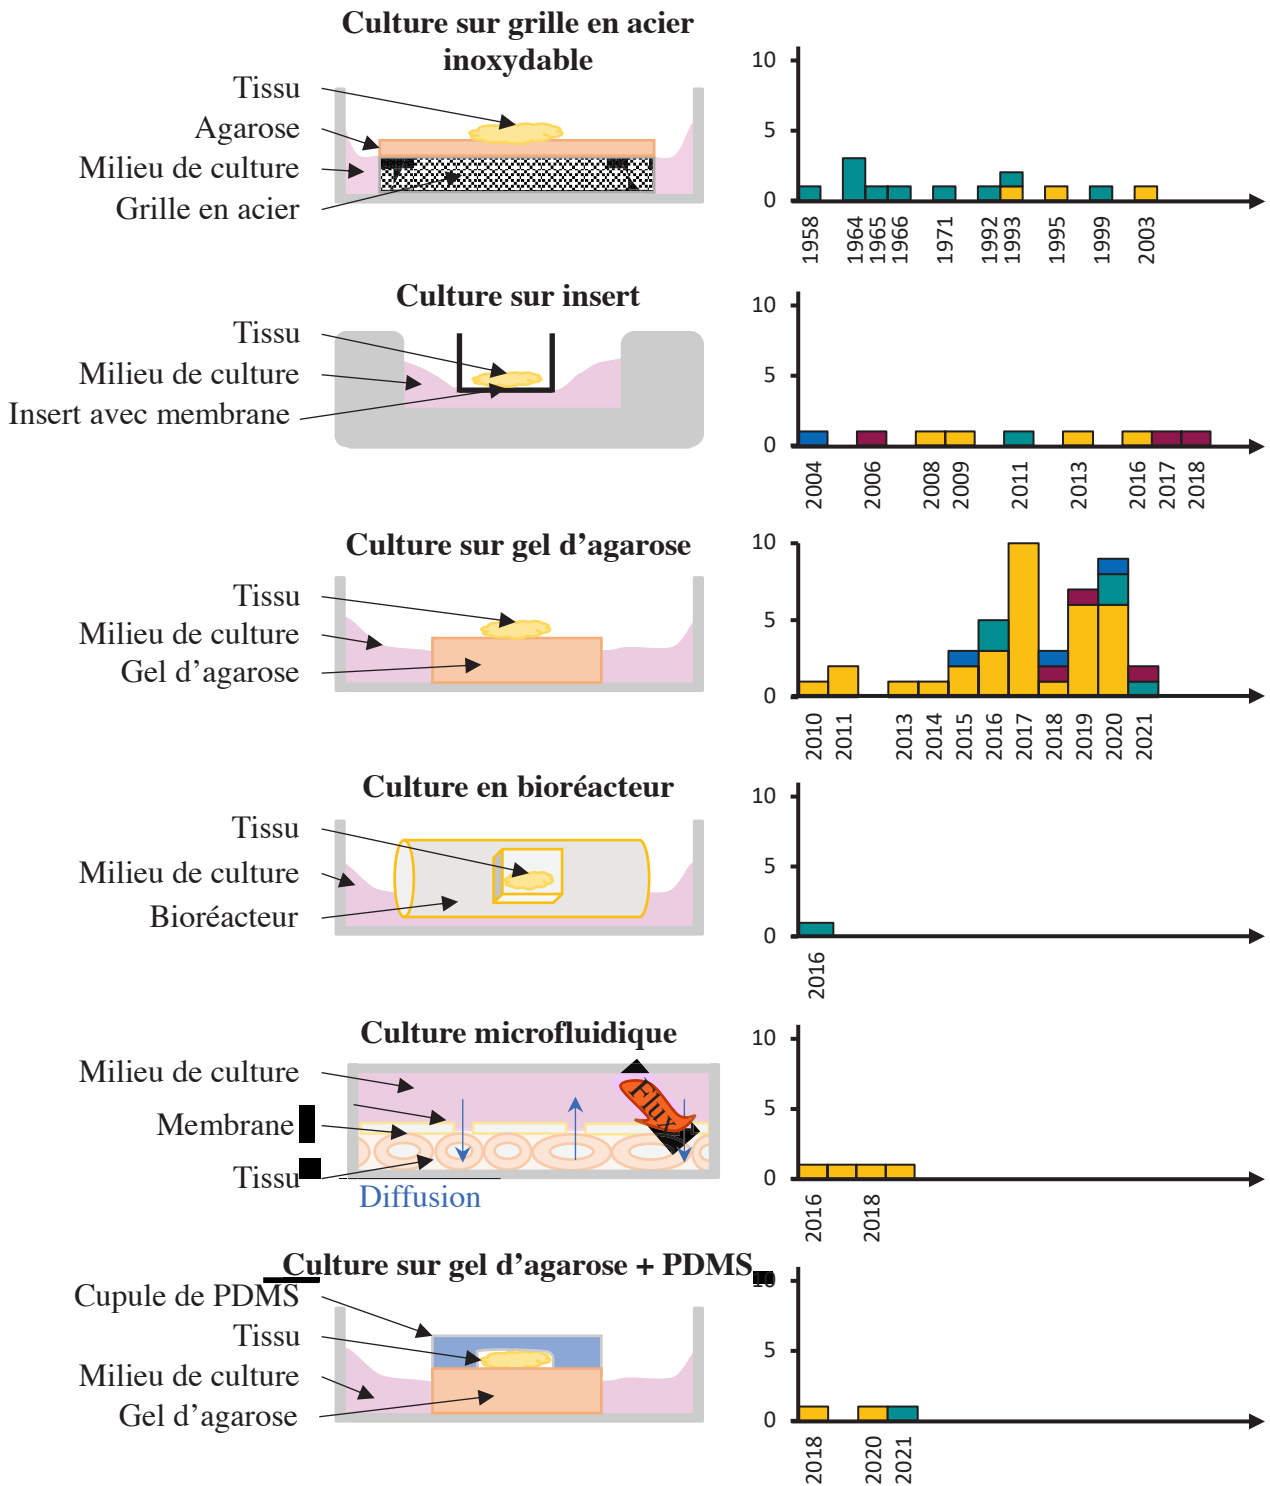 Culture sur grille en acier
inoxydable
Tissu
Agarose
Milieu de culture
Grille en acier
10
5
0
1958
1964
1965
1966
1971
1992
1993
1995
1999
2003
Culture sur insert
Tissu
Milieu de culture
Insert avec membrane
10
5
0
2004
2006
2008
2009
2011
2013
2016
2017
2018
Culture sur gel d’agarose
Tissu
Milieu de culture
Gel d’agarose
10
5
0
2010
2011
2013
2014
2015
2016
2017
2018
2019
2020
2021
Culture en bioréacteur
Tissu
Milieu de culture
Bioréacteur
10
5
0
2016
Culture microfluidique
Milieu de culture
Membrane
Tissu
Flux
Diffusion
10
5
0
2016
2018
Culture sur gel d’agarose + PDMS
Cupule de PDMS
Tissu
Milieu de culture
Gel d’agarose
10
5
0
2018
2020
2021